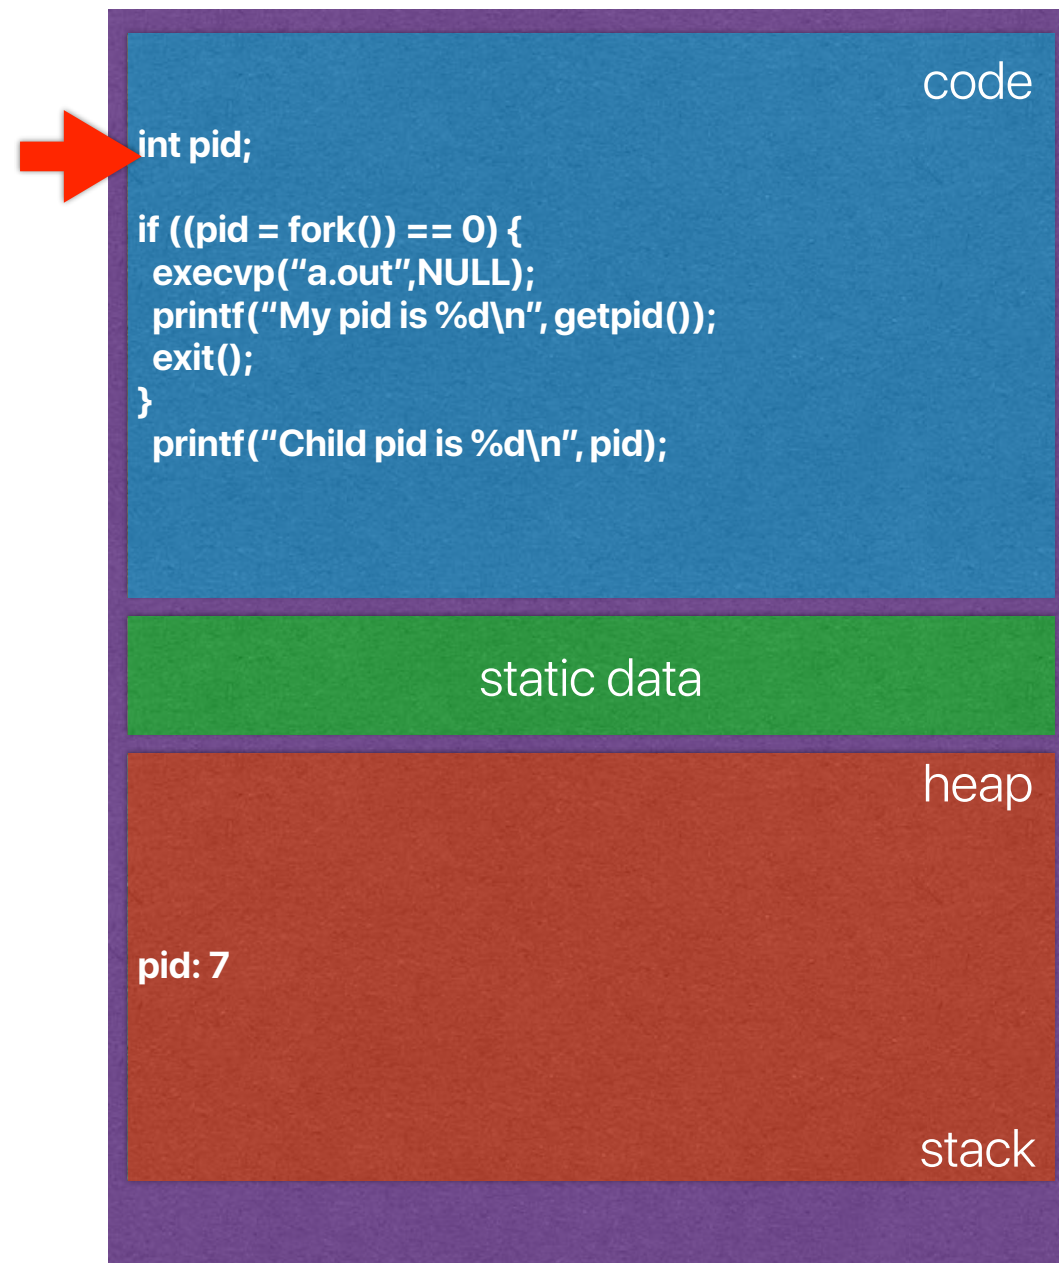 code
int pid;
if ((pid = fork()) == 0) {
execvp(“a.out”,NULL);
printf(“My pid is %d\n”, getpid());
exit();
}
printf(“Child pid is %d\n”, pid);
static data
heap
pid: 7
stack